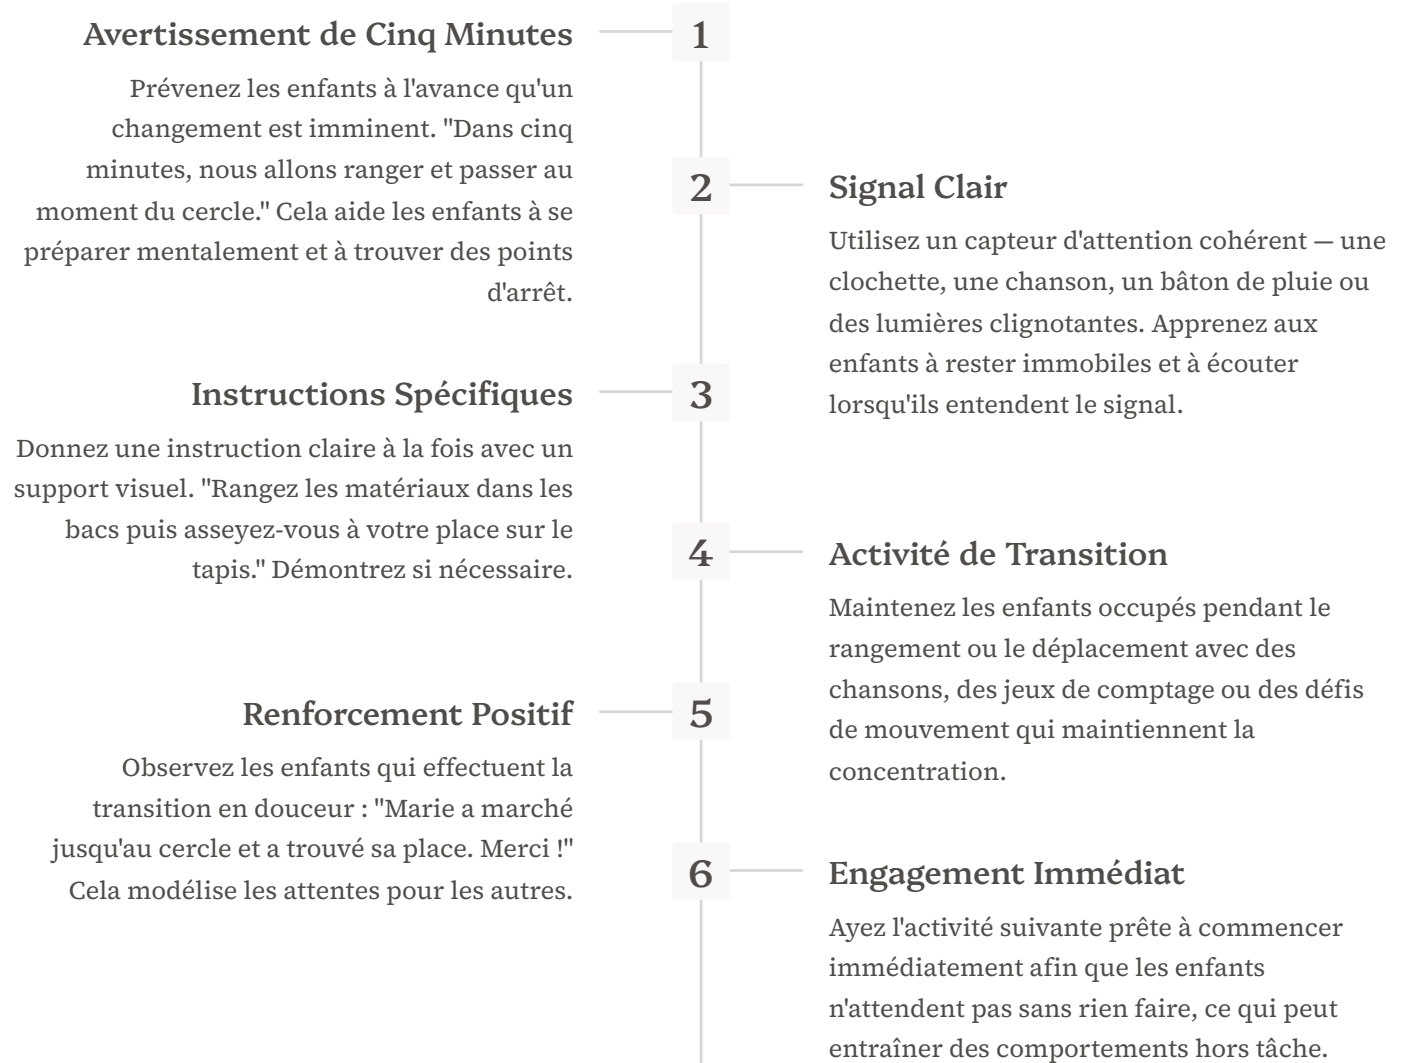 Avertissement de Cinq Minutes
1
Prévenez les enfants à l'avance qu'un
changement est imminent. "Dans cinq
minutes, nous allons ranger et passer au
moment du cercle." Cela aide les enfants à se
préparer mentalement et à trouver des points
d'arrêt.
2
Signal Clair
Utilisez un capteur d'attention cohérent — une
clochette, une chanson, un bâton de pluie ou
des lumières clignotantes. Apprenez aux
enfants à rester immobiles et à écouter
lorsqu'ils entendent le signal.
Instructions Spécifiques
3
Donnez une instruction claire à la fois avec un
support visuel. "Rangez les matériaux dans les
bacs puis asseyez-vous à votre place sur le
tapis." Démontrez si nécessaire.
4
Activité de Transition
Maintenez les enfants occupés pendant le
rangement ou le déplacement avec des
chansons, des jeux de comptage ou des défis
de mouvement qui maintiennent la
concentration.
Renforcement Positif
5
Observez les enfants qui effectuent la
transition en douceur : "Marie a marché
jusqu'au cercle et a trouvé sa place. Merci !"
Cela modélise les attentes pour les autres.
6
Engagement Immédiat
Ayez l'activité suivante prête à commencer
immédiatement afin que les enfants
n'attendent pas sans rien faire, ce qui peut
entraîner des comportements hors tâche.